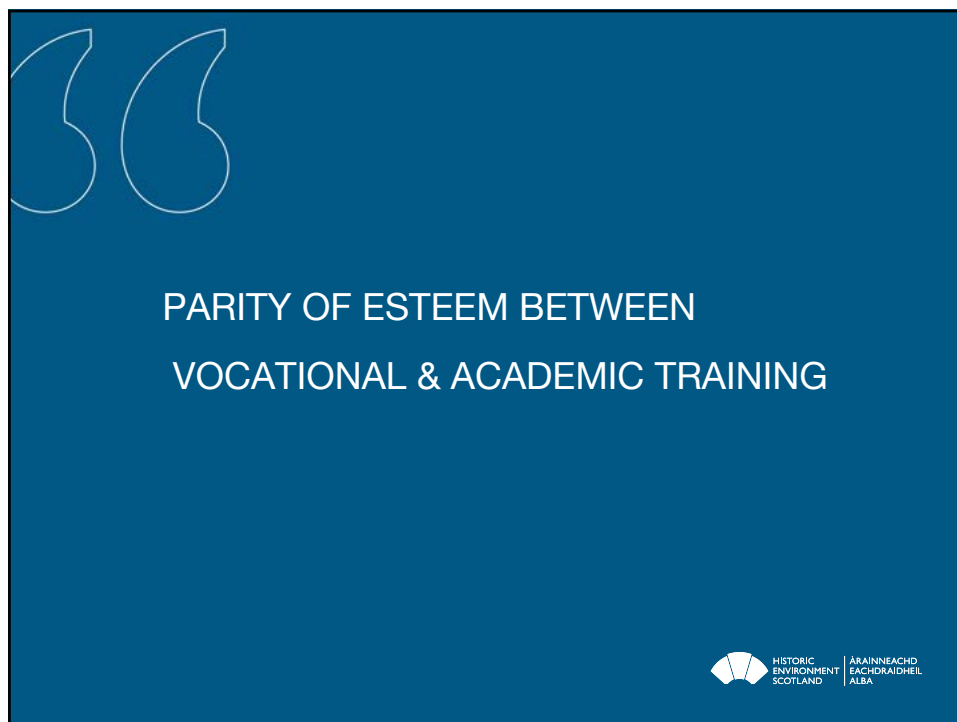 PARITY OF ESTEEM BETWEEN
VOCATIONAL & ACADEMIC TRAINING
HISTORIC
ENVIRONMENT
SCOTLAND
ÀRAINNEACHD
EACHDRAIDHEIL
ALBA